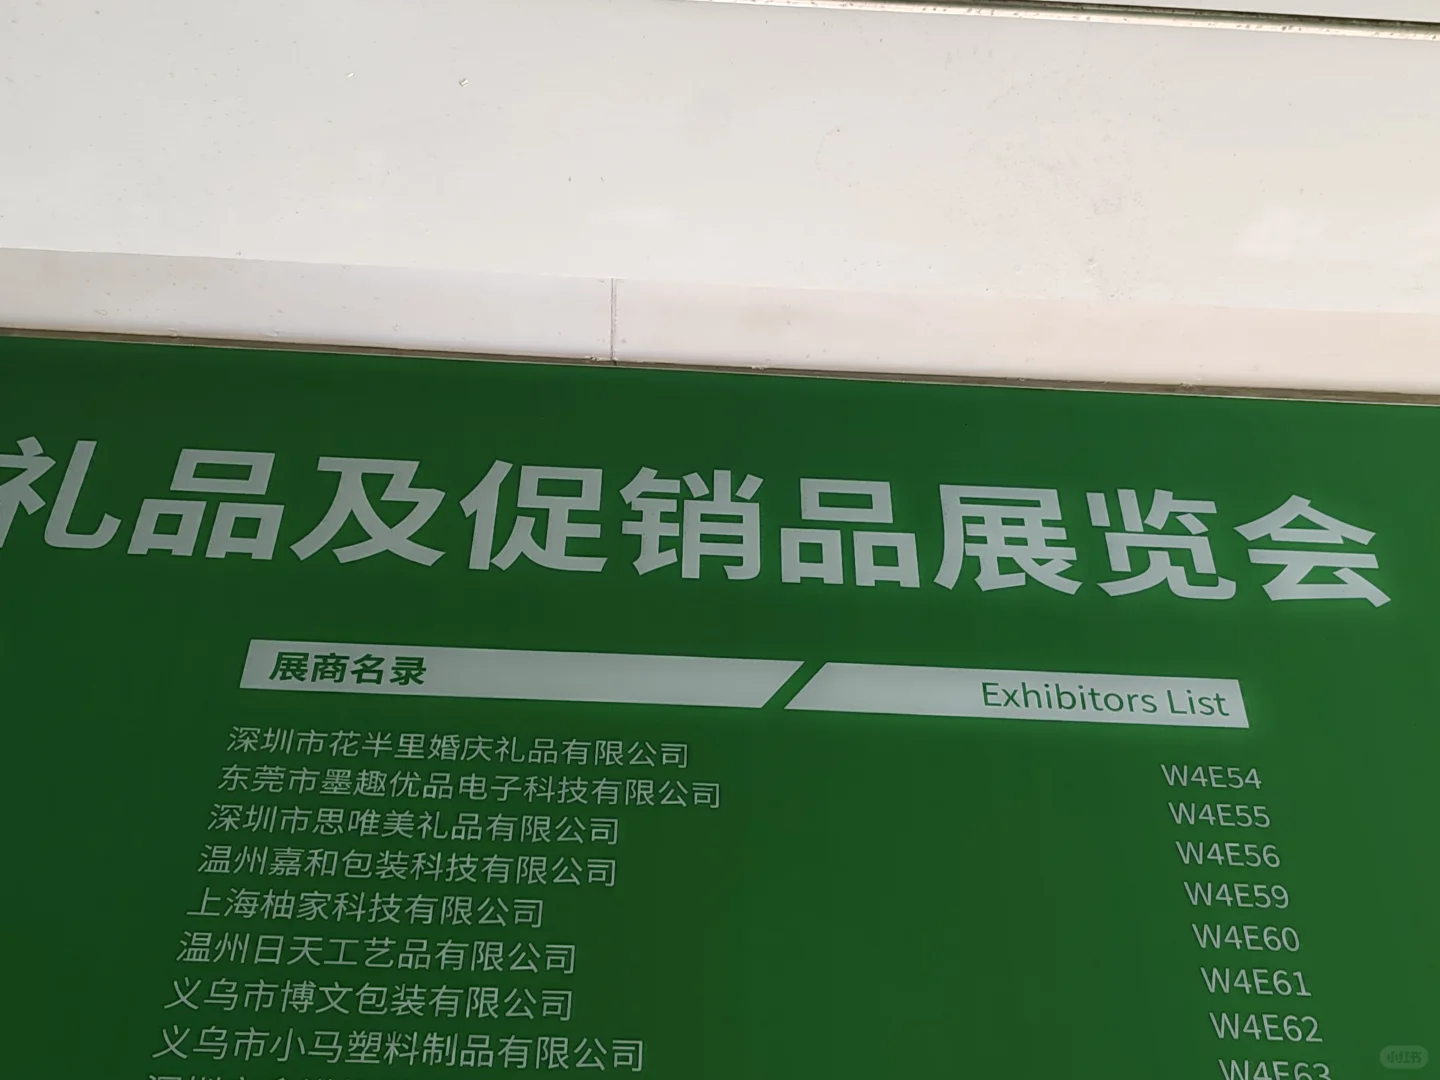 礼品及促销品展览会
展商名录 Exhibitors List
深圳市花半里婚庆礼品有限公司 W4E54
东莞市墨趣优品电子科技有限公司 W4E55
深圳市思唯美礼品有限公司 W4E56
温州嘉和包装科技有限公司 W4E59
上海柚家科技有限公司 W4E60
温州日天工艺品有限公司 W4E61
义乌市博文包装有限公司 W4E62
义乌市小马塑料制品有限公司 W4E63
小红书